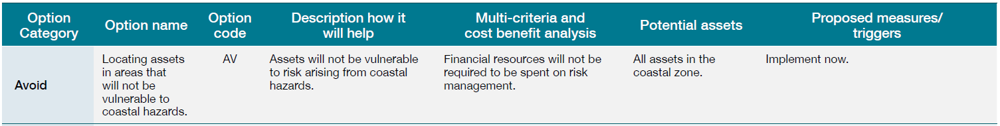 Option
Category
Option name
Option
code
Description how it
will help
Multi-criteria and
cost benefit analysis
Potential assets
Proposed measures/
triggers
Avoid
Locating assets
in areas that
will not be
vulnerable to
coastal hazards.
AV
Assets will not be vulnerable
to risk arising from coastal
hazards.
Financial resources will not be
required to be spent on risk
management.
All assets in the
coastal zone.
Implement now.